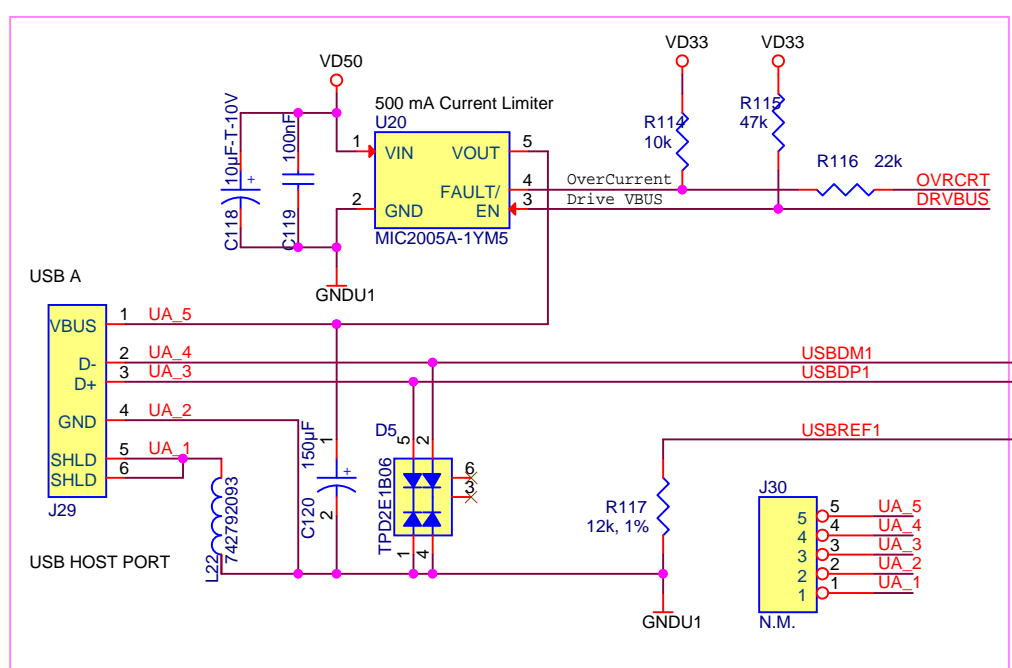 VD50
VD33
VD33
500 mA Current Limiter
U20
10µF-T-10V
100nF
C118
+
C119
1
VIN
VOUT
5
FAULT/
4
2
GND
EN
3
MIC2005A-1YM5
R114
10k
R115
47k
OverCurrent
Drive VBUS
R116 22k
OVRCRT
DRVBUS
GNDU1
USB A
VBUS
1
UA_5
D-
2
UA_4
USBDM1
D+
3
UA_3
USBDP1
GND
4
UA_2
USBREF1
SHLD
5
UA_1
SHLD
6
J29
L22
742792093
150µF
C120
1
+
2
D5
5
2
6
3
TPD2E1B06
1
4
R117
12k, 1%
GNDU1
USB HOST PORT
J30
5
5
UA_5
4
4
UA_4
3
3
UA_3
2
2
UA_2
1
1
UA_1
N.M.